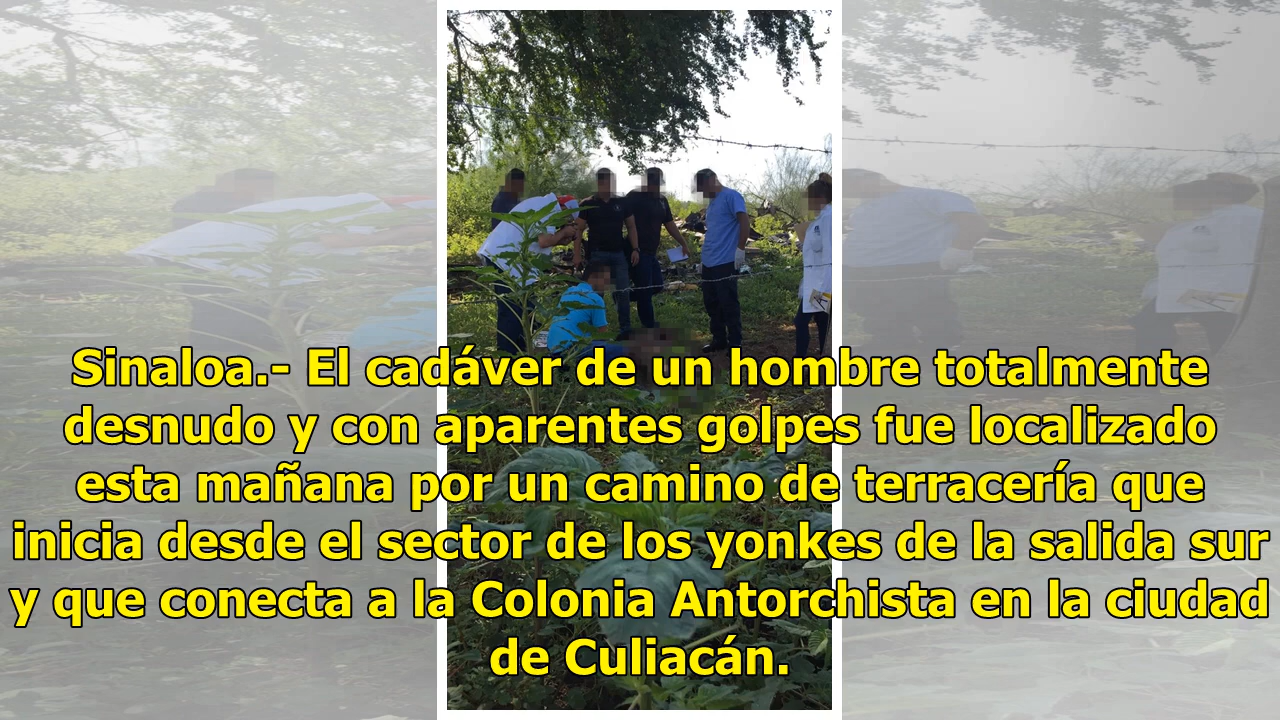 Sinaloa.- El cadáver de un hombre totalmente
desnudo y con aparentes golpes fue localizado
esta mañana por un camino de terracería que
inicia desde el sector de los yonkes de la salida sur
y que conecta a la Colonia Antorchista en la ciudad
de Culiacán.